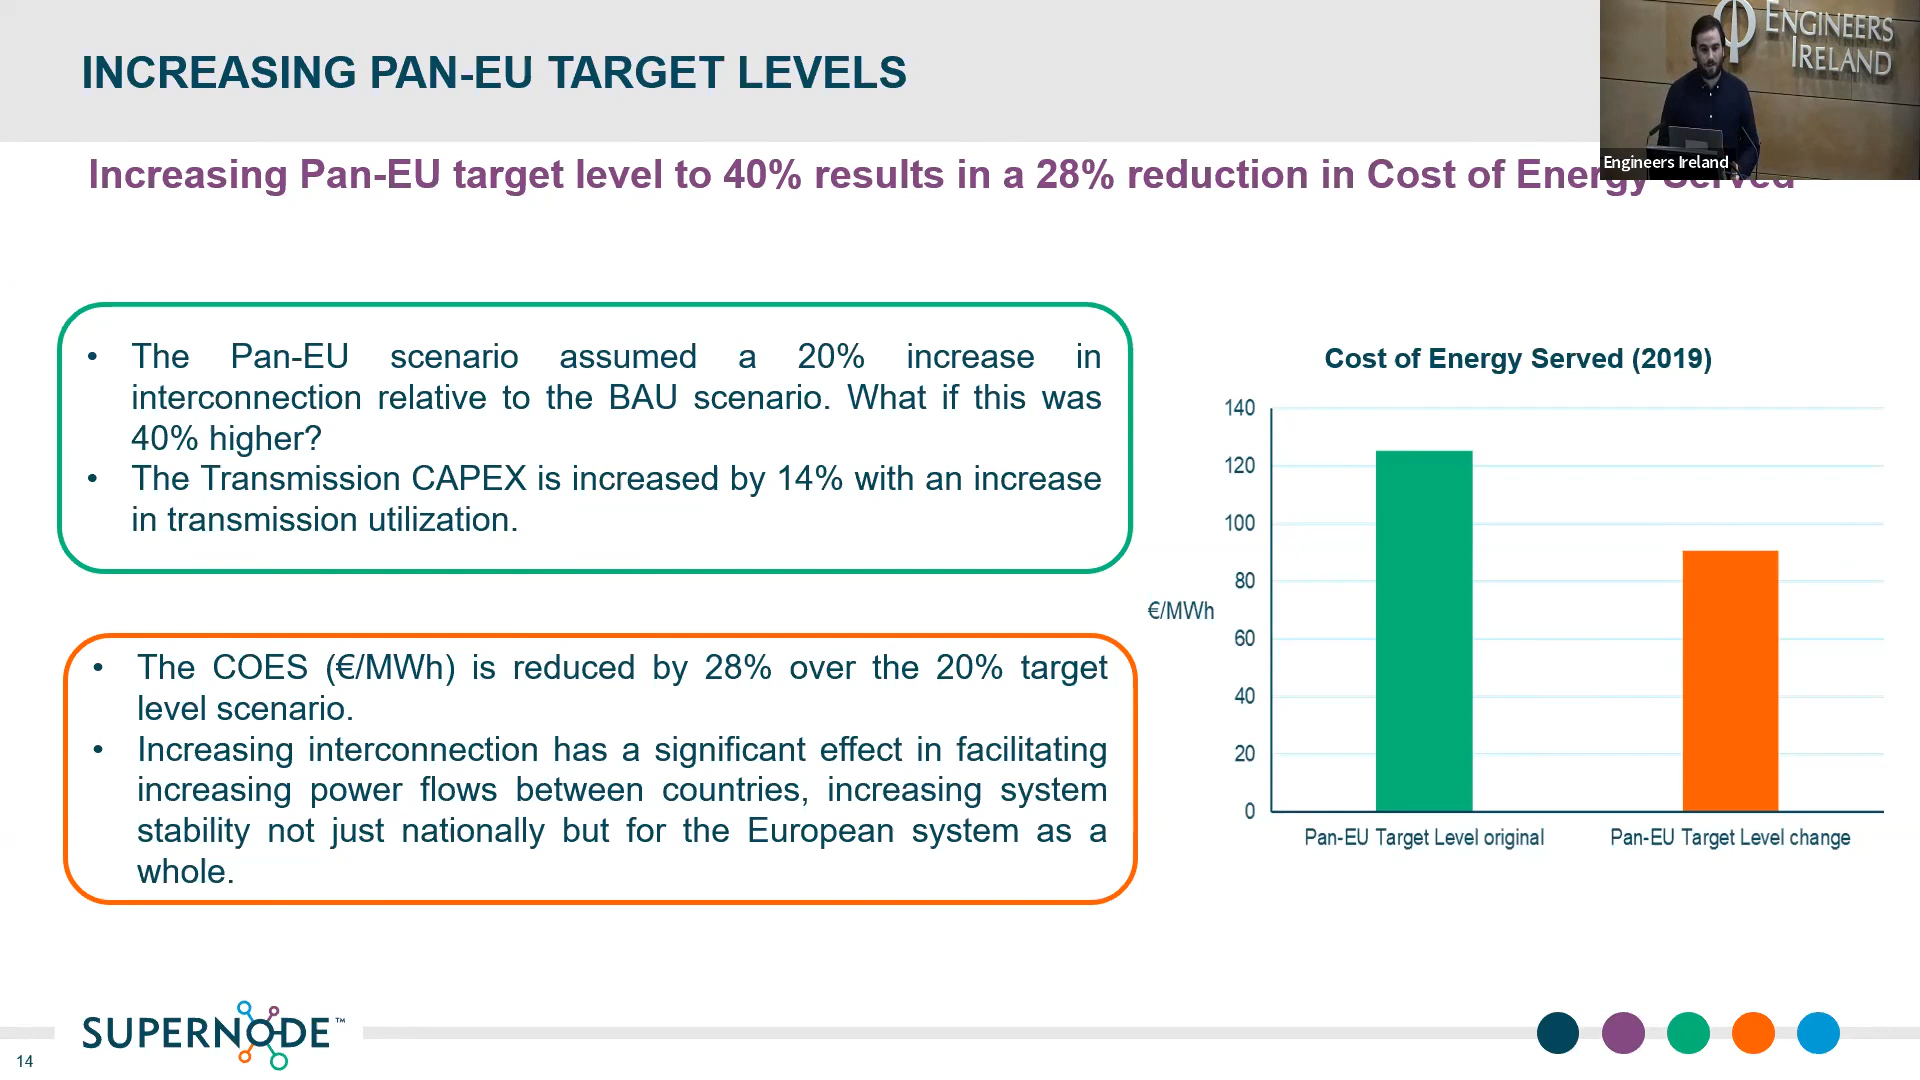 INCREASING PAN-EU TARGET LEVELS
ENGINEERS
IRELAND
Engineers Ireland
Increasing Pan-EU target level to 40% results in a 28% reduction in Cost of Energy Served
• The Pan-EU scenario assumed a 20% increase in
interconnection relative to the BAU scenario. What if this was
40% higher?
• The Transmission CAPEX is increased by 14% with an increase
in transmission utilization.
• The COES (€/MWh) is reduced by 28% over the 20% target
level scenario.
• Increasing interconnection has a significant effect in facilitating
increasing power flows between countries, increasing system
stability not just nationally but for the European system as a
whole.
Cost of Energy Served (2019)
140
120
100
80
€/MWh
60
40
20
0
Pan-EU Target Level original
Pan-EU Target Level change
SUPERNODE™
14